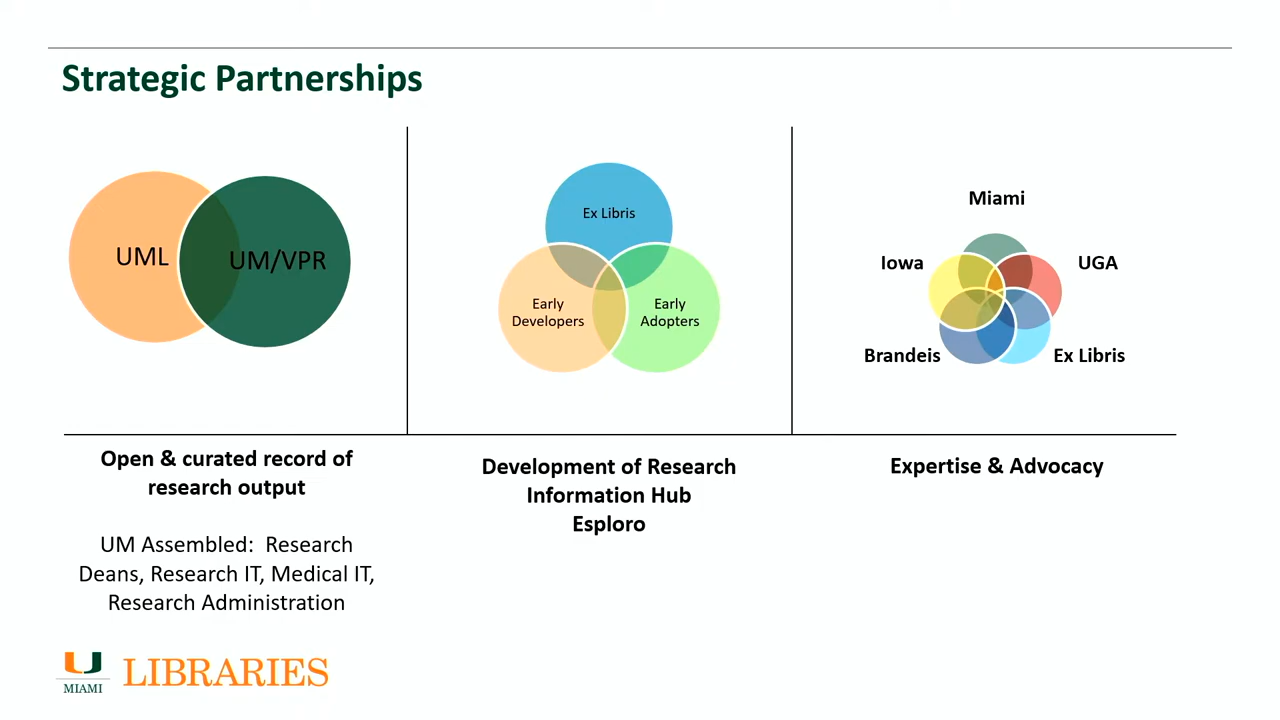 Strategic Partnerships
UML
UM/VPR
Open & curated record of
research output
UM Assembled:  Research
Deans, Research IT, Medical IT,
Research Administration
Ex Libris
Early
Developers
Early
Adopters
Development of Research
Information Hub
Esploro
Miami
Iowa
UGA
Brandeis
Ex Libris
Expertise & Advocacy
MIAMI
LIBRARIES